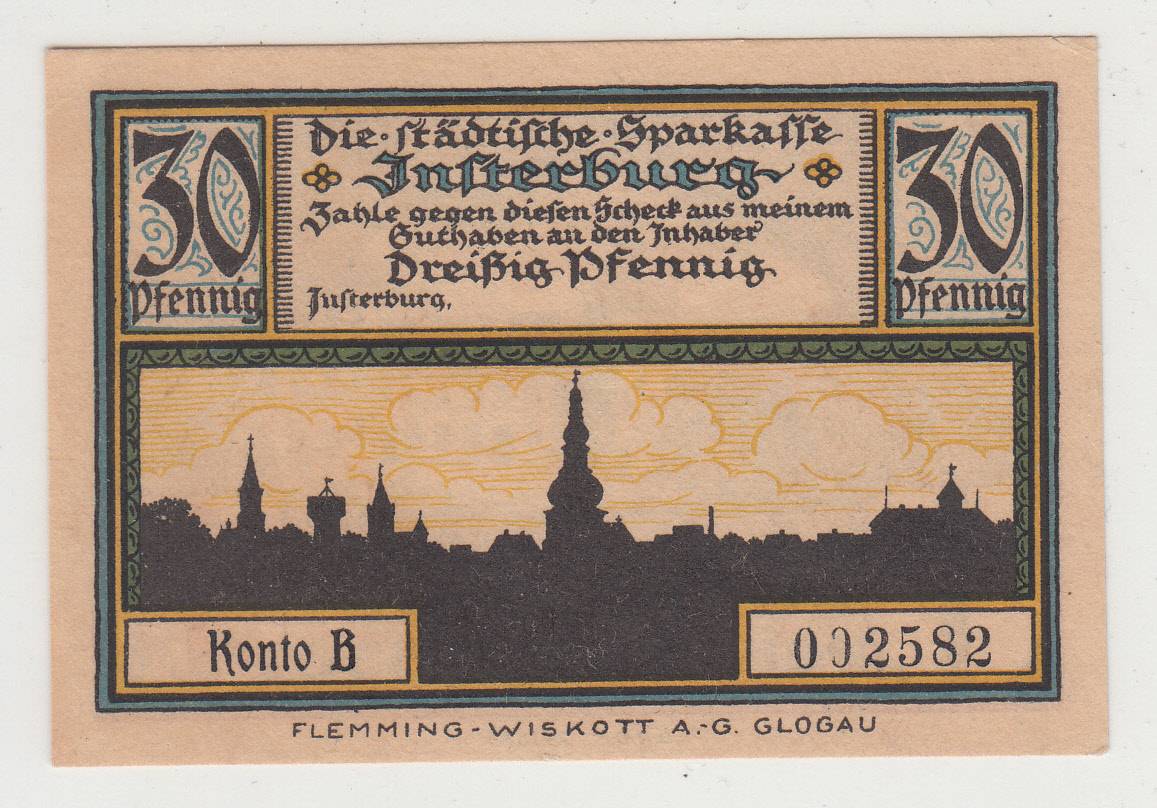 30
Pfennig
Die · ſtädtiſche · Sparkaſſe
Inſterburg
Zahle gegen dieſen Scheck aus meinem
Guthaben an den Inhaber
Dreißig Pfennig
Inſterburg,
30
Pfennig
Konto B
002582
FLEMMING-WISKOTT A.-G. GLOGAU